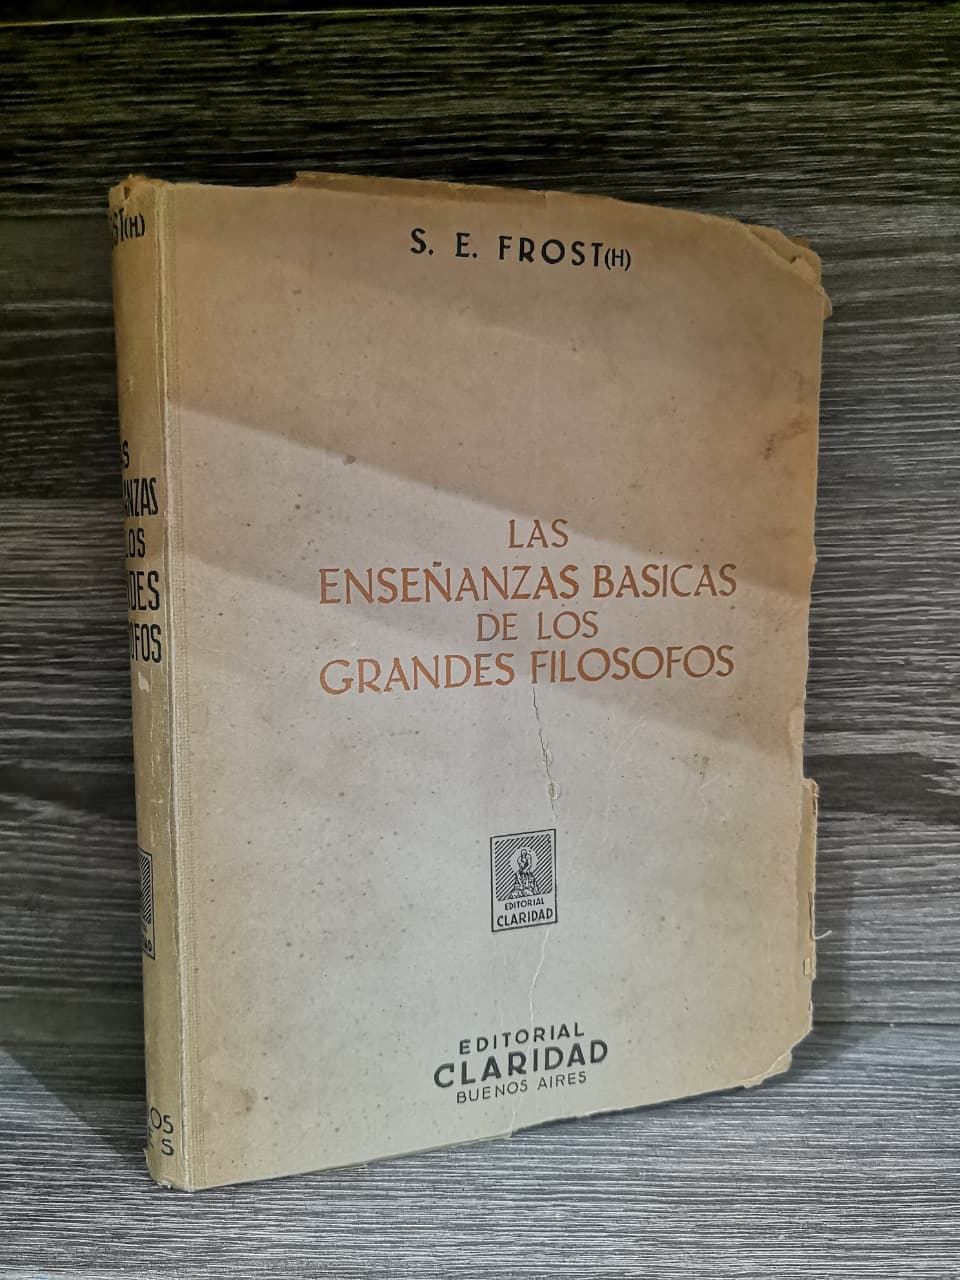 S. E. FROST(H)
LAS
ENSEÑANZAS BASICAS
DE LOS
GRANDES FILOSOFOS
EDITORIAL
CLARIDAD
EDITORIAL
CLARIDAD
BUENOS AIRES